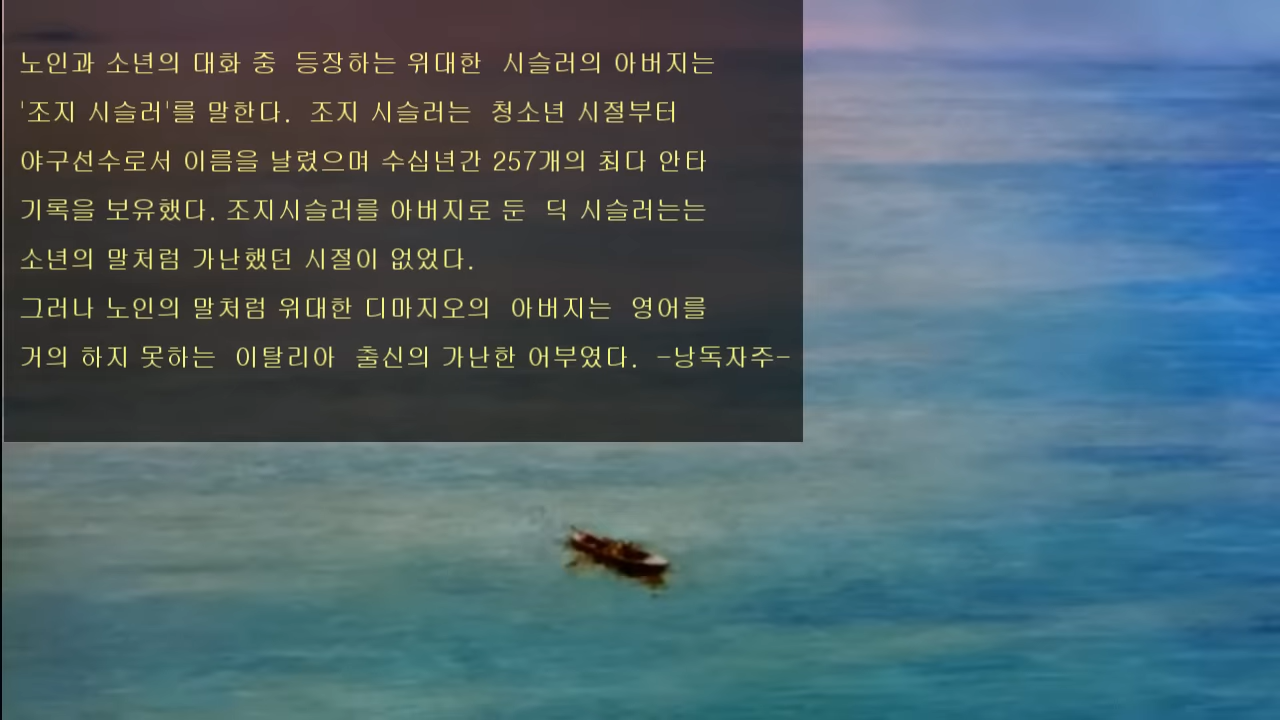 노인과 소년의 대화 중 등장하는 위대한 시슬러의 아버지는
'조지 시슬러'를 말한다. 조지 시슬러는 청소년 시절부터
야구선수로서 이름을 날렸으며 수십년간 257개의 최다 안타
기록을 보유했다. 조지시슬러를 아버지로 둔 딕 시슬러는는
소년의 말처럼 가난했던 시절이 없었다.
그러나 노인의 말처럼 위대한 디마지오의 아버지는 영어를
거의 하지 못하는 이탈리아 출신의 가난한 어부였다. -낭독자주-